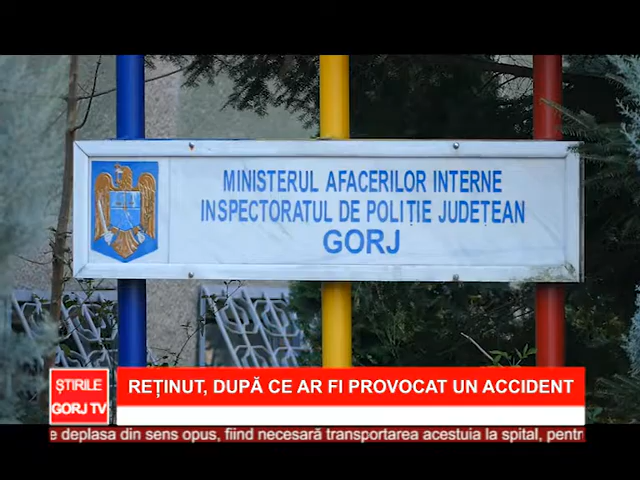 MINISTERUL AFACERILOR INTERNE
INSPECTORATUL DE POLIȚIE JUDEȚEAN
GORJ
ȘTIRILE
GORJ TV
REȚINUT, DUPĂ CE AR FI PROVOCAT UN ACCIDENT
deplasa din sens opus, fiind necesară transportarea acestuia la spital,